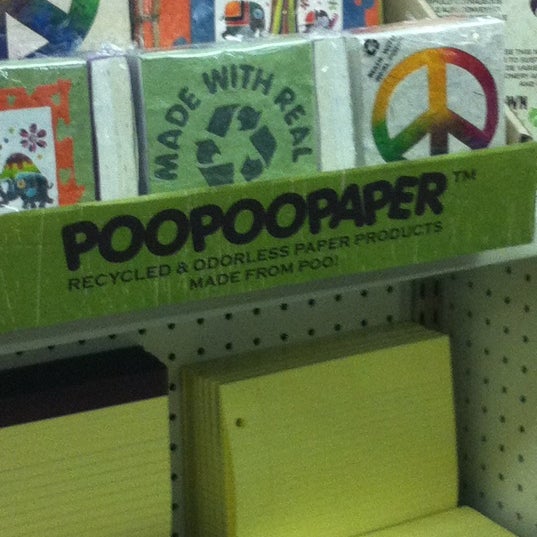 MADE WITH REAL
POOPOOPAPER™
RECYCLED & ODORLESS PAPER PRODUCTS
MADE FROM POO!